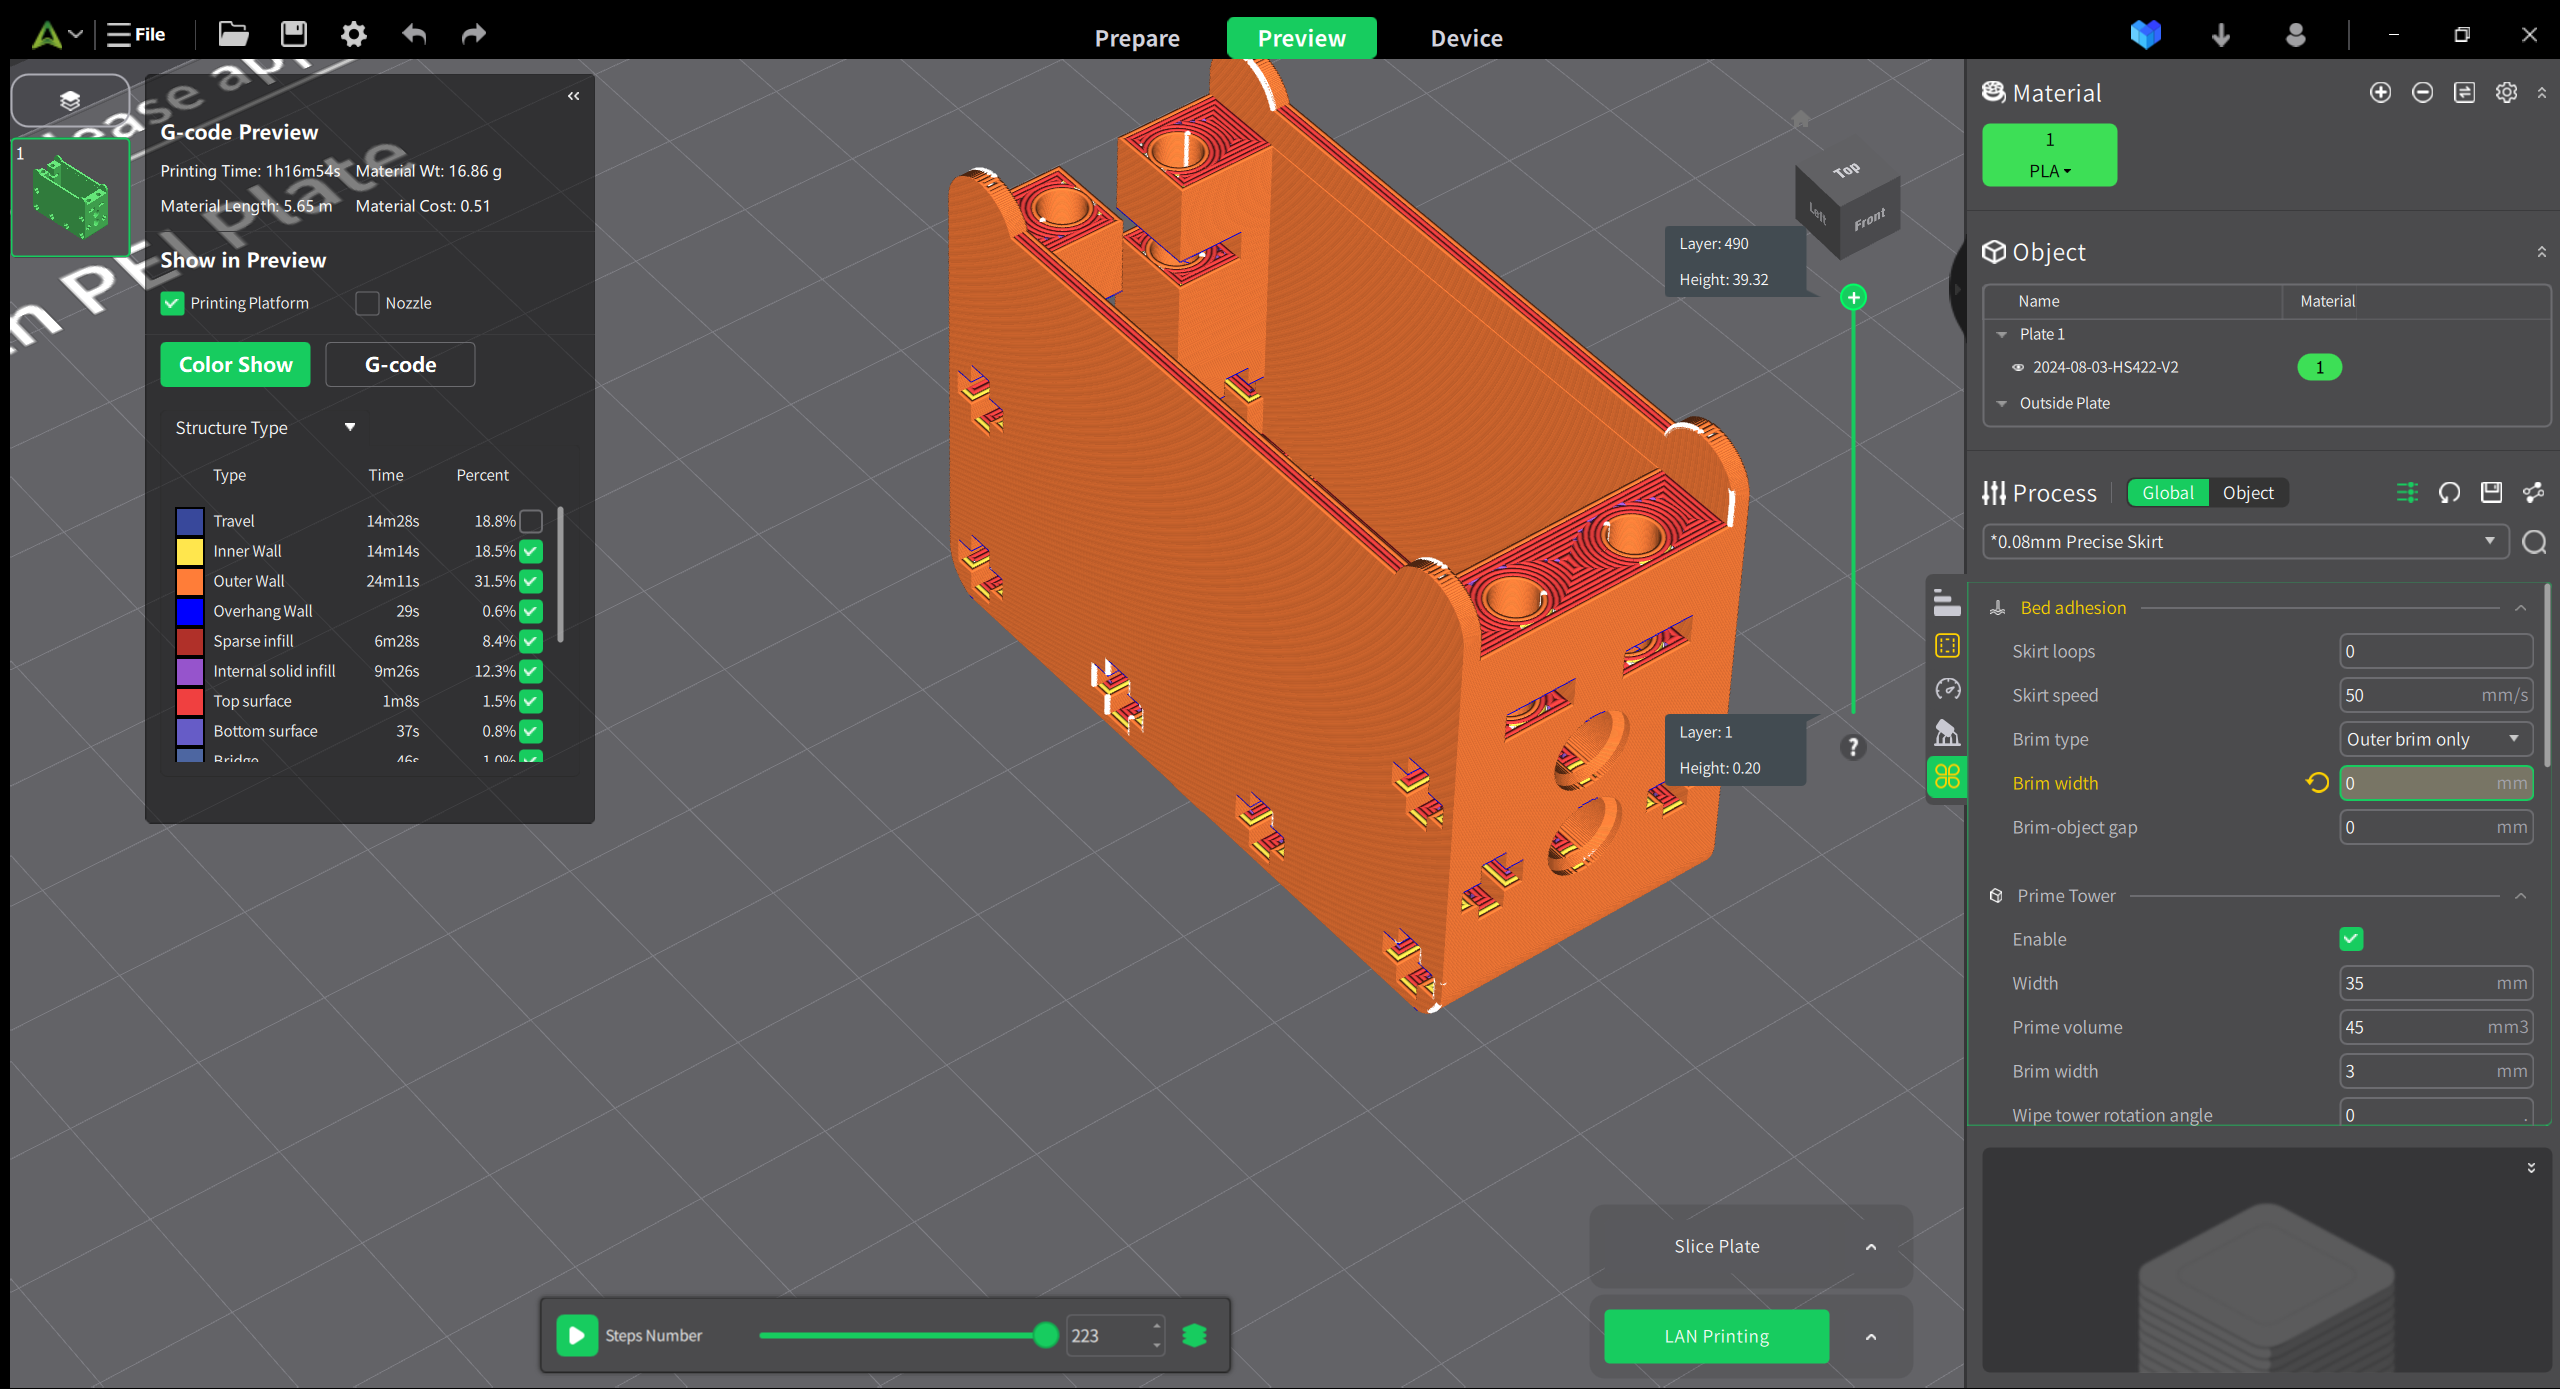 File
Prepare
Preview
Device
lease app
n PEI Plate
1
G-code Preview
Printing Time: 1h16m54s Material Wt: 16.86 g
Material Length: 5.65 m Material Cost: 0.51
Show in Preview
Printing Platform Nozzle
Color Show G-code
Structure Type
Type Time Percent
Travel 14m28s 18.8%
Inner Wall 14m14s 18.5%
Outer Wall 24m11s 31.5%
Overhang Wall 29s 0.6%
Sparse infill 6m28s 8.4%
Internal solid infill 9m26s 12.3%
Top surface 1m8s 1.5%
Bottom surface 37s 0.8%
Bridge 46s 1.0%
Top
Left Front
Layer: 490
Height: 39.32
Layer: 1
Height: 0.20
?
Steps Number 223
Slice Plate
LAN Printing
Material
1
PLA
Object
Name Material
Plate 1
2024-08-03-HS422-V2 1
Outside Plate
Process Global Object
*0.08mm Precise Skirt
Bed adhesion
Skirt loops 0
Skirt speed 50 mm/s
Brim type Outer brim only
Brim width 0 mm
Brim-object gap 0 mm
Prime Tower
Enable
Width 35 mm
Prime volume 45 mm3
Brim width 3 mm
Wipe tower rotation angle 0